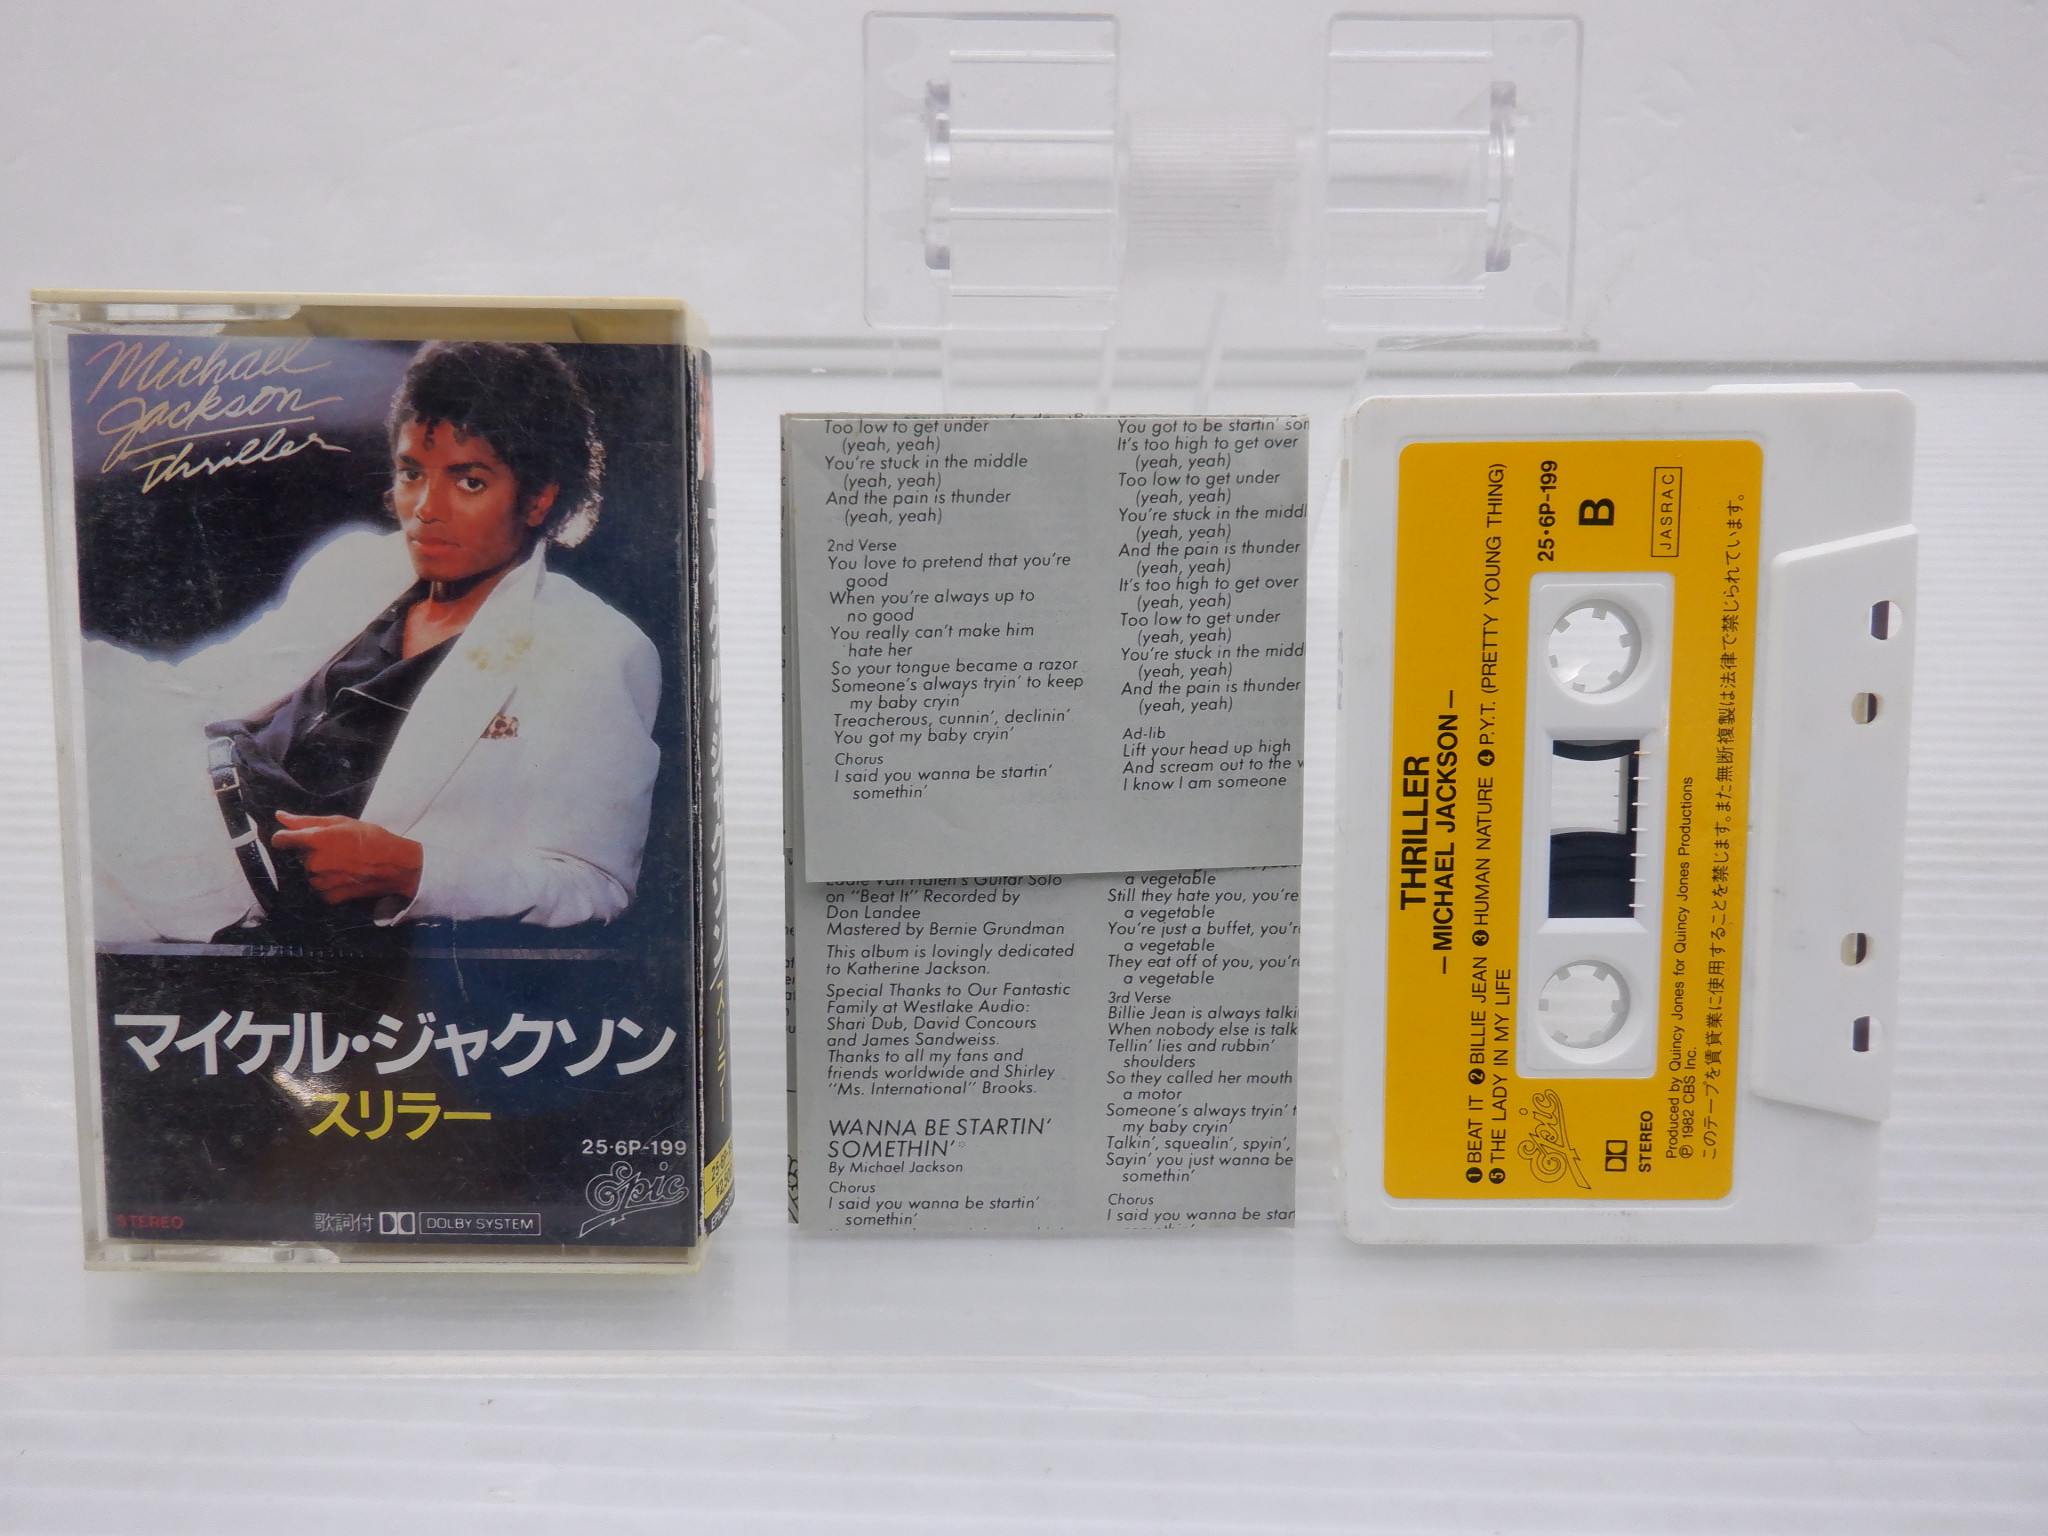 Michael
Jackson
Thriller
マイケル・ジャクソン
スリラー
25・6P-199
Epic
STEREO
歌詞付
DOLBY SYSTEM
Too low to get under
(yeah, yeah)
You're stuck in the middle
(yeah, yeah)
And the pain is thunder
(yeah, yeah)
2nd Verse
You love to pretend that you're
good
When you're always up to
no good
You really can't make him
hate her
So your tongue became a razor
Someone's always tryin' to keep
my baby cryin'
Treacherous, cunnin', declinin'
You got my baby cryin'
Chorus
I said you wanna be startin'
somethin'
You got to be startin'
It's too high to get over
(yeah, yeah)
Too low to get under
(yeah, yeah)
You're stuck in the
(yeah, yeah)
And the pain is thunder
(yeah, yeah)
It's too high to get over
(yeah, yeah)
Too low to get under
(yeah, yeah)
You're stuck in the
(yeah, yeah)
And the pain is thunder
(yeah, yeah)
Ad-lib
Lift your head up high
And scream out to the
I know I am someone
Eddie Van Halen's Guitar Solo
on "Beat It" Recorded by
Don Landee
Mastered by Bernie Grundman
This album is lovingly dedicated
to Katherine Jackson.
Special Thanks to Our Fantastic
Family at Westlake Audio:
Shari Dub, David Concours
and James Sandweiss.
Thanks to all my fans and
friends worldwide and Shirley
"Ms. International" Brooks.
WANNA BE STARTIN'
SOMETHIN'
By Michael Jackson
Chorus
I said you wanna be startin'
somethin'
a vegetable
Still they hate you, you're
a vegetable
You're just a buffet,
a vegetable
They eat off of you,
a vegetable
3rd Verse
Billie Jean is always
When nobody else is
Tellin' lies and rubbin'
shoulders
So they called her mouth
a motor
Someone's always tryin'
my baby cryin'
Talkin', squealin', spyin',
Sayin' you just wanna be
somethin'
Chorus
I said you wanna be
THRILLER
—MICHAEL JACKSON—
❶BEAT IT ❷BILLIE JEAN ❸HUMAN NATURE ❹P.Y.T. (PRETTY YOUNG THING)
❺THE LADY IN MY LIFE
25・6P-199
B
Epic
STEREO
JASRAC
Produced by Quincy Jones for Quincy Jones Productions
Ⓟ 1982 CBS Inc.
このテープを賃貸業に使用することを禁じます。また無断複製は法律で禁じられています。